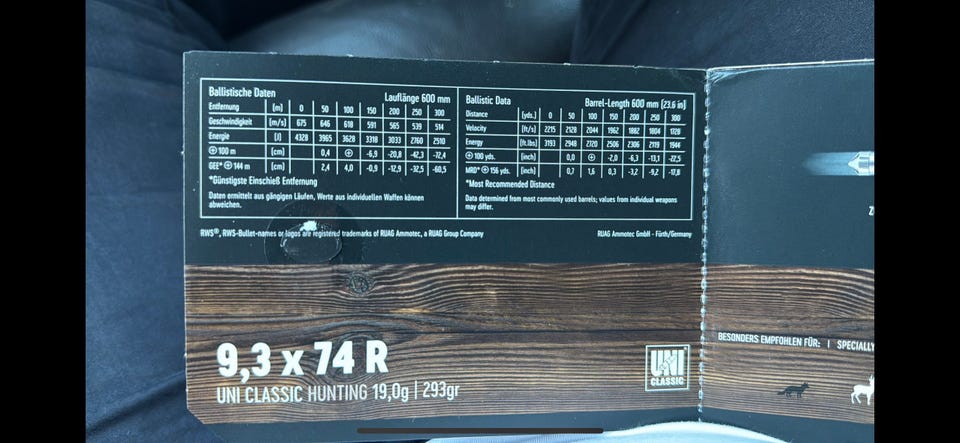 Ballistische Daten Lauflänge 600 mm
Entfernung [m] 0 50 100 150 200 250 300
Geschwindigkeit [m/s] 675 646 618 591 565 539 514
Energie [J] 4328 3965 3628 3318 3033 2760 2510
⊕ 100 m [cm] 0,4 ⊕ -6,9 -20,8 -42,3 -72,4
GEE* ⊕ 144 m [cm] 2,4 4,0 -0,9 -12,9 -32,5 -60,5
*Günstigste Einschieß Entfernung
Daten ermittelt aus gängigen Läufen, Werte aus individuellen Waffen können
abweichen.
Ballistic Data Barrel-Length 600 mm (23.6 in)
Distance [yds.] 0 50 100 150 200 250 300
Velocity [ft/s] 2215 2128 2044 1962 1882 1804 1728
Energy [ft.lbs] 3193 2948 2720 2506 2306 2119 1944
⊕ 100 yds. [inch] 0,0 ⊕ -2,0 -6,3 -13,1 -22,5
MRD* ⊕ 156 yds. [inch] 0,7 1,6 0,3 -3,2 -9,2 -17,8
*Most Recommended Distance
Data determined from most commonly used barrels; values from individual weapons
may differ.
RWS®, RWS-Bullet-names or logos are registered trademarks of RUAG Ammotec, a RUAG Group Company
RUAG Ammotec GmbH - Fürth/Germany
9,3 x 74 R
UNI CLASSIC HUNTING 19,0g | 293gr
UNI
CLASSIC
BESONDERS EMPFOHLEN FÜR: | SPECIALLY